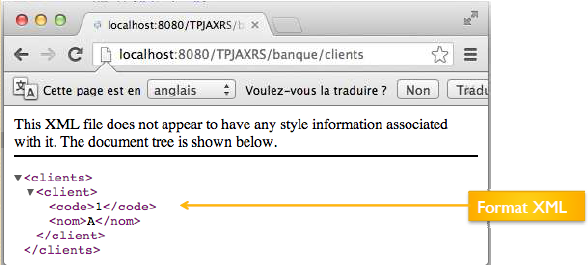 localhost:8080/TPJAXRS/b
localhost:8080/TPJAXRS/banque/clients
Cette page est en anglais Voulez-vous la traduire ? Non Tradu
This XML file does not appear to have any style information associated
with it. The document tree is shown below.
▼<clients>
▼<client>
<code>1</code>
<nom>A</nom>
</client>
</clients>
Format XML